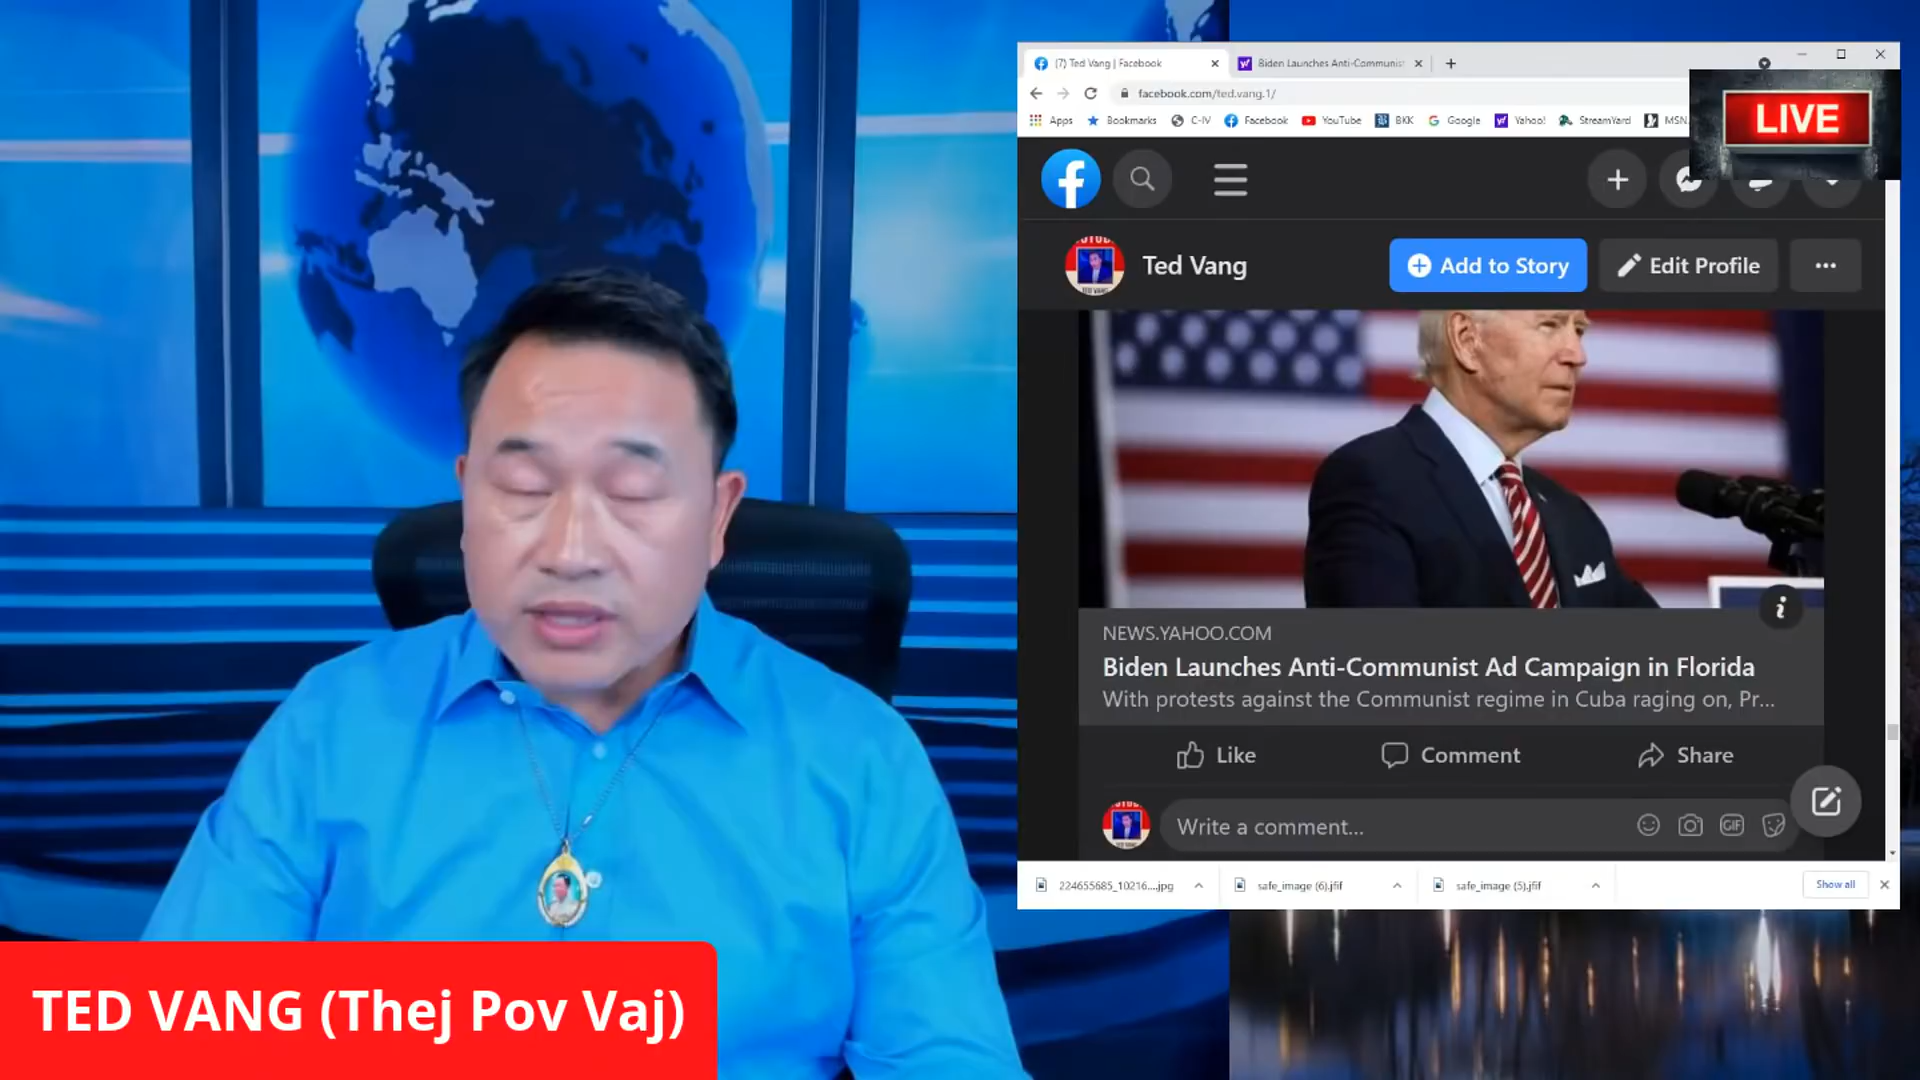 (7) Ted Vang | Facebook
Biden Launches Anti-Communist
facebook.com/ted.vang.1/
Apps
Bookmarks
C-IV
Facebook
YouTube
BKK
Google
Yahoo!
StreamYard
MSN
LIVE
Ted Vang
Add to Story
Edit Profile
NEWS.YAHOO.COM
Biden Launches Anti-Communist Ad Campaign in Florida
With protests against the Communist regime in Cuba raging on, Pr...
Like
Comment
Share
Write a comment...
GIF
224655685_10216....jpg
safe_image (6).jfif
safe_image (5).jfif
Show all
TED VANG (Thej Pov Vaj)